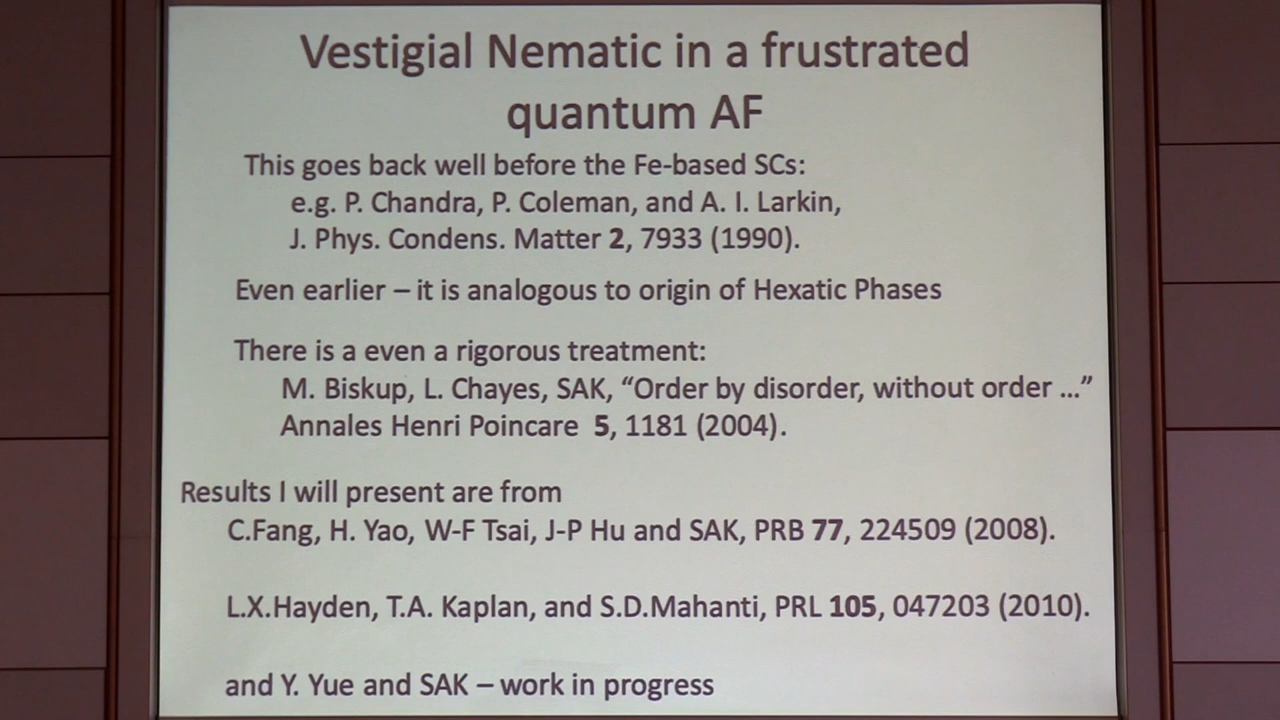 Vestigial Nematic in a frustrated
quantum AF
This goes back well before the Fe-based SCs:
e.g. P. Chandra, P. Coleman, and A. I. Larkin,
J. Phys. Condens. Matter 2, 7933 (1990).
Even earlier – it is analogous to origin of Hexatic Phases
There is a even a rigorous treatment:
M. Biskup, L. Chayes, SAK, “Order by disorder, without order ...”
Annales Henri Poincare 5, 1181 (2004).
Results I will present are from
C.Fang, H. Yao, W-F Tsai, J-P Hu and SAK, PRB 77, 224509 (2008).
L.X.Hayden, T.A. Kaplan, and S.D.Mahanti, PRL 105, 047203 (2010).
and Y. Yue and SAK – work in progress